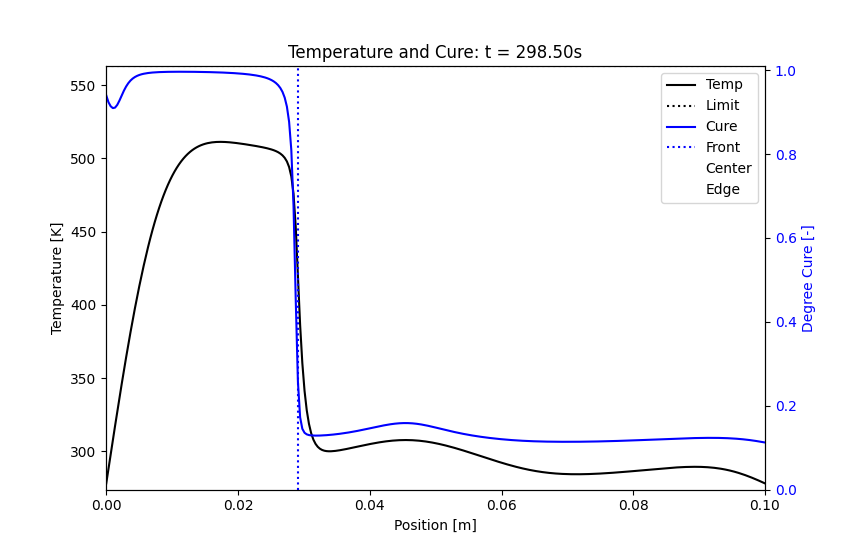 Temperature and Cure: t = 298.50s
550
500
450
400
350
300
Temperature [K]
1.0
0.8
0.6
0.4
0.2
0.0
Degree Cure [-]
Temp
Limit
Cure
Front
Center
Edge
0.00
0.02
0.04
0.06
0.08
0.10
Position [m]